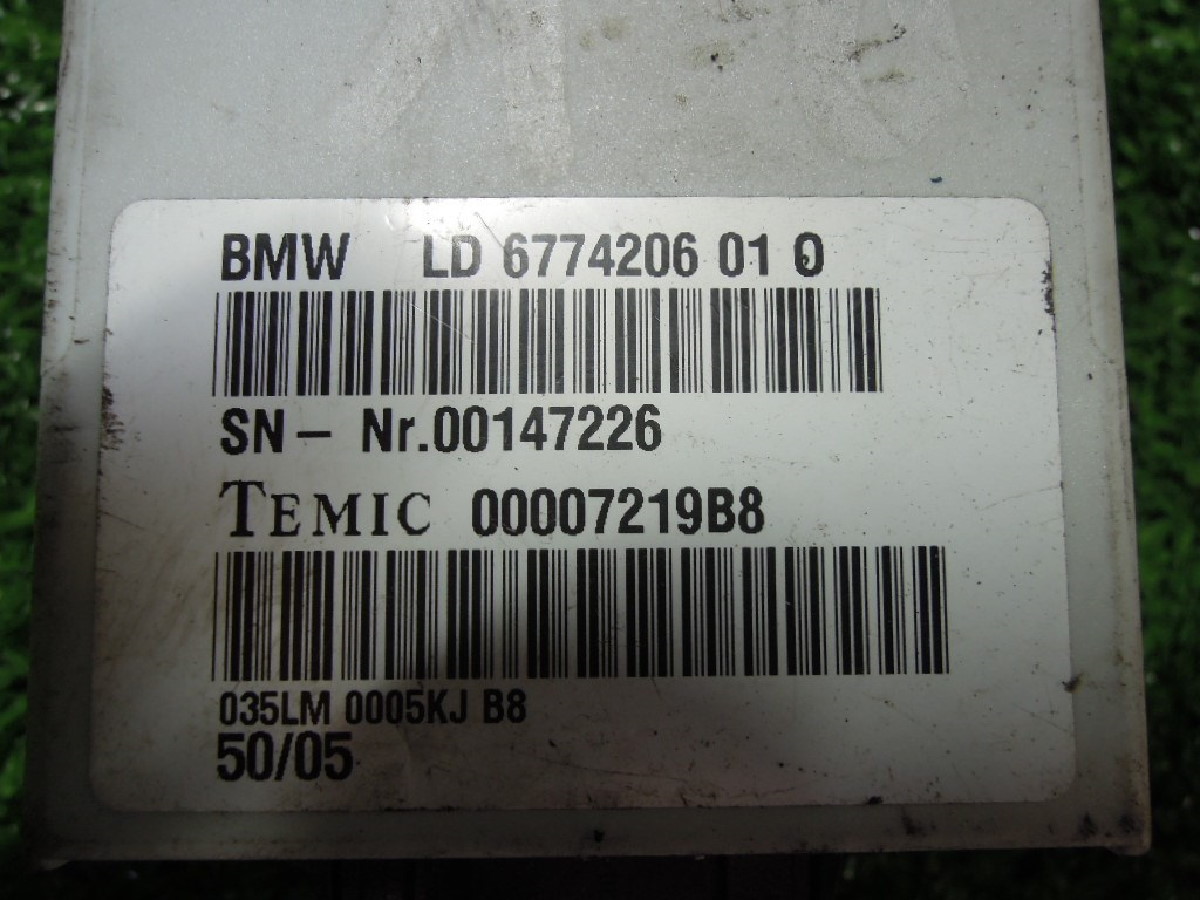 BMW LD 6774206 01 0
SN- Nr.00147226
TEMIC 00007219B8
035LM 0005KJ B8
50/05